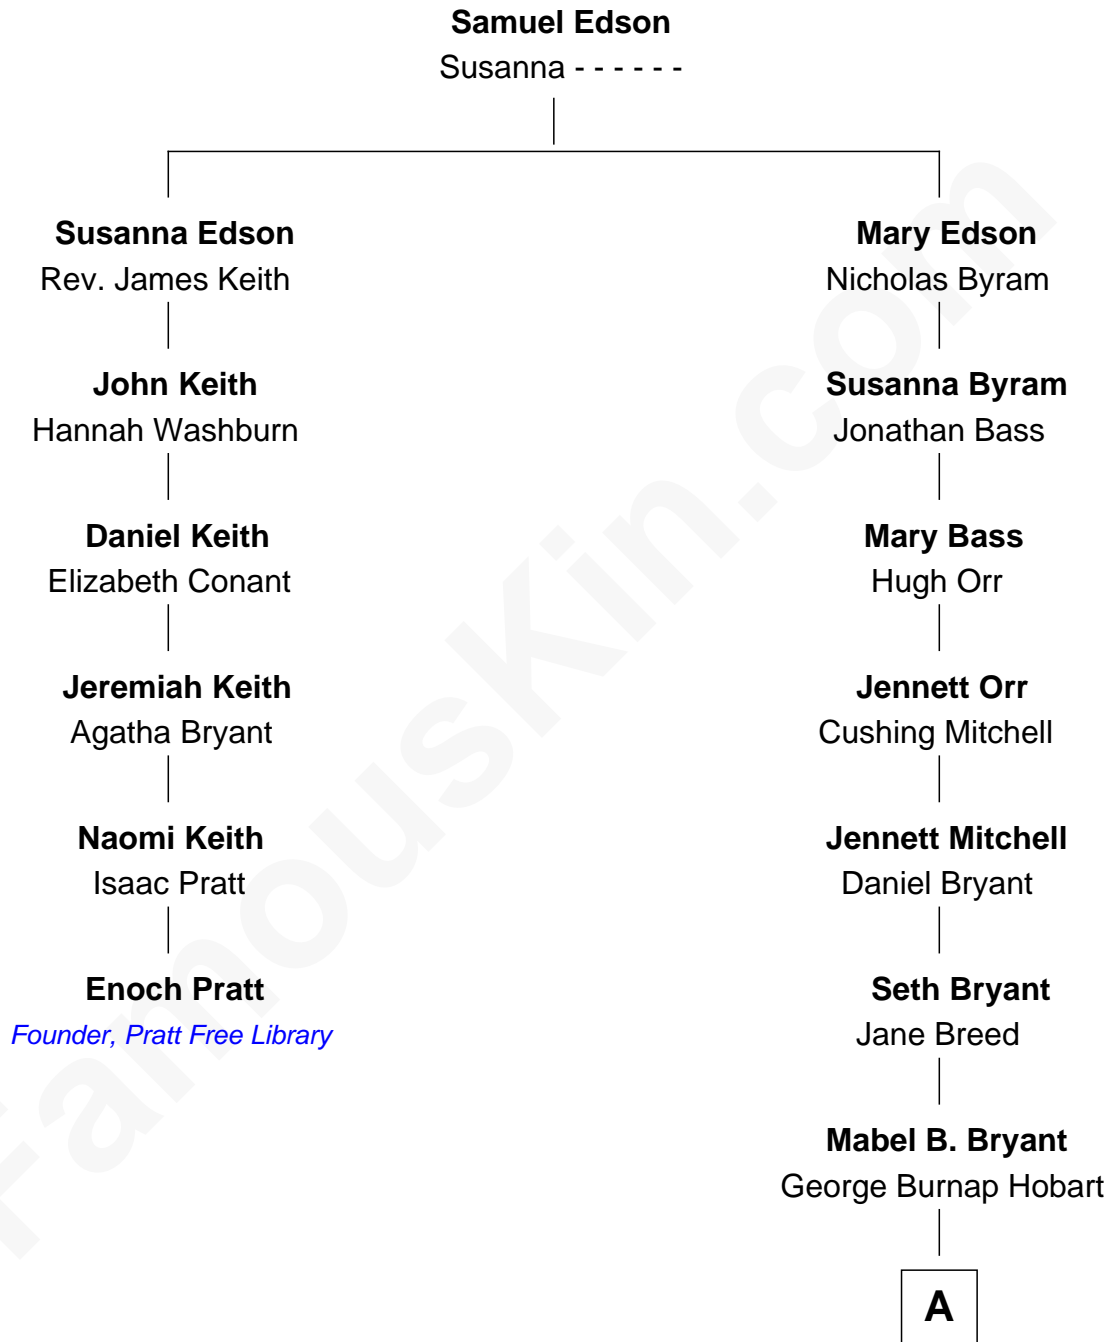 Samuel Edson
Susanna - - - - - -
Susanna Edson
Rev. James Keith
John Keith
Hannah Washburn
Daniel Keith
Elizabeth Conant
Jeremiah Keith
Agatha Bryant
Naomi Keith
Isaac Pratt
Enoch Pratt
Founder, Pratt Free Library
Mary Edson
Nicholas Byram
Susanna Byram
Jonathan Bass
Mary Bass
Hugh Orr
Jennett Orr
Cushing Mitchell
Jennett Mitchell
Daniel Bryant
Seth Bryant
Jane Breed
Mabel B. Bryant
George Burnap Hobart
A
FamousKin.com